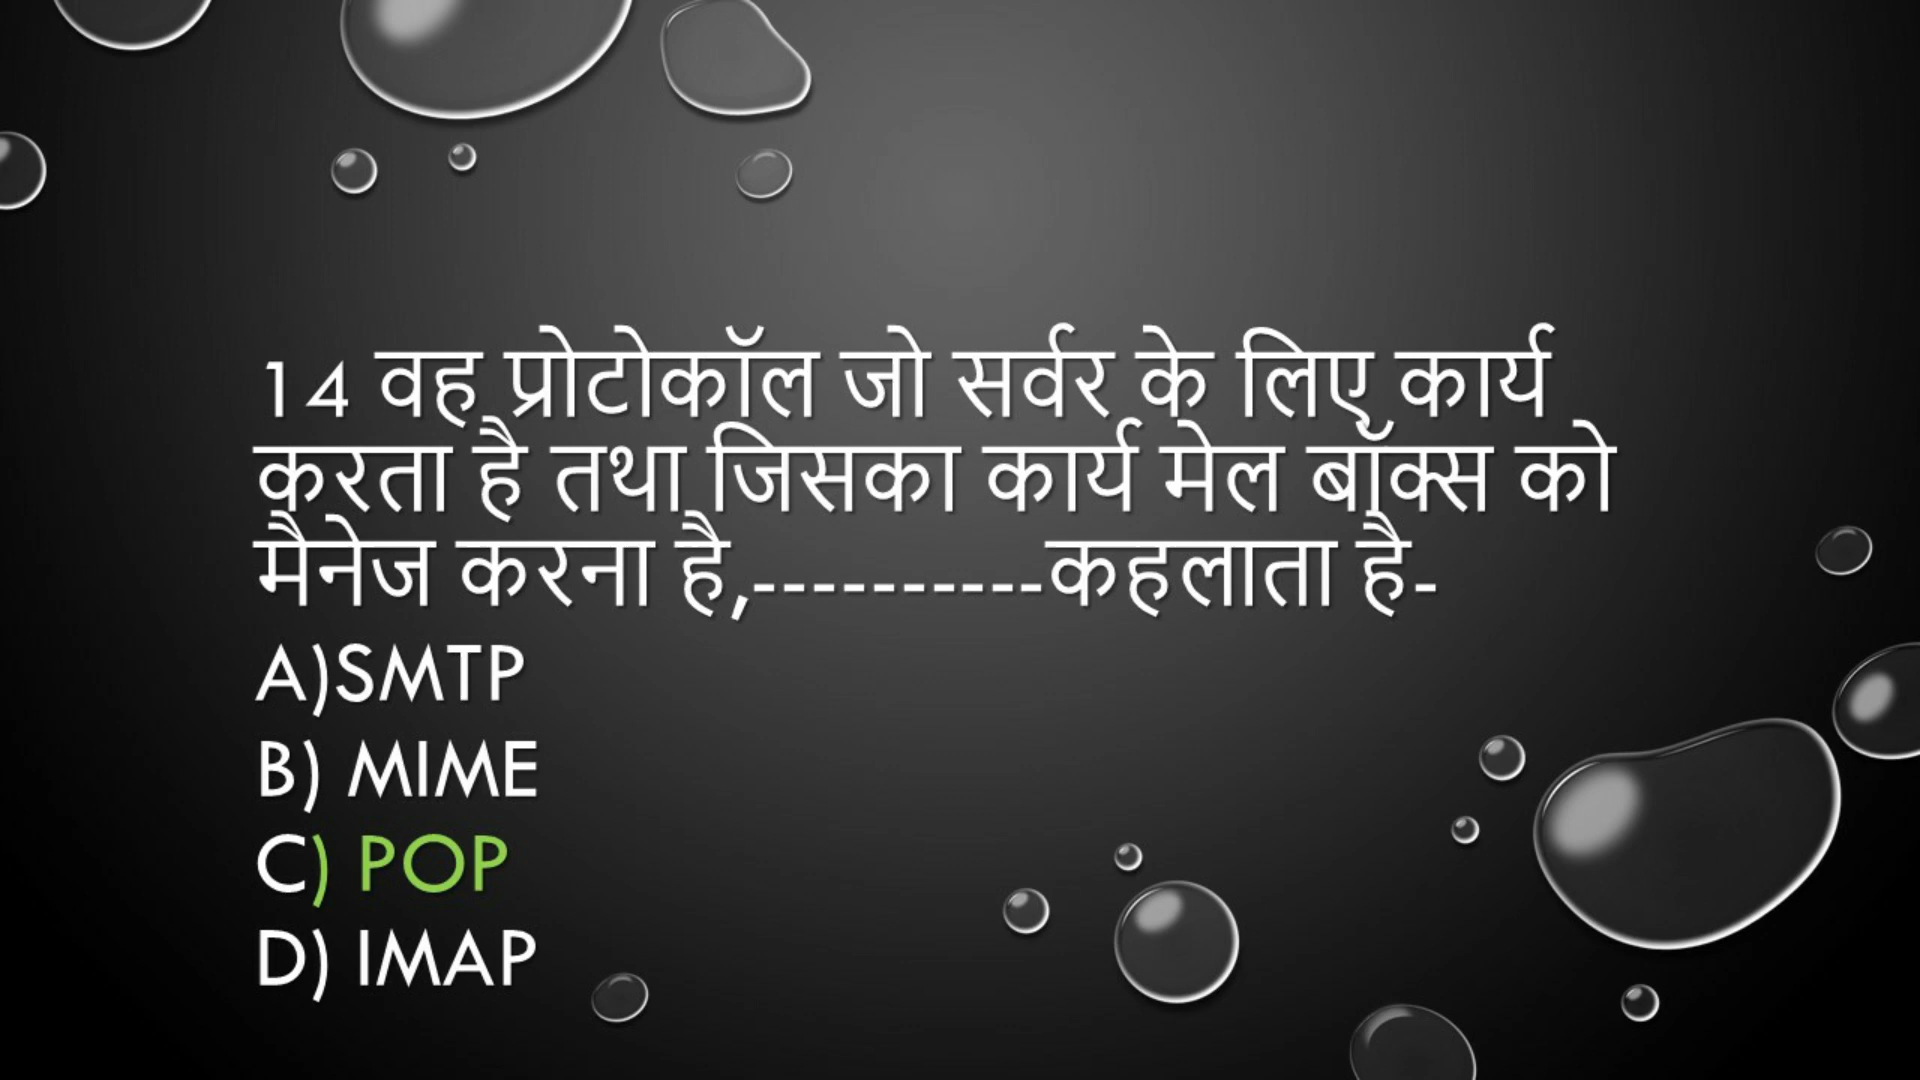 14 वह प्रोटोकॉल जो सर्वर के लिए कार्य
करता है तथा जिसका कार्य मेल बॉक्स को
मैनेज करना है,----------कहलाता है-
A)SMTP
B) MIME
C) POP
D) IMAP